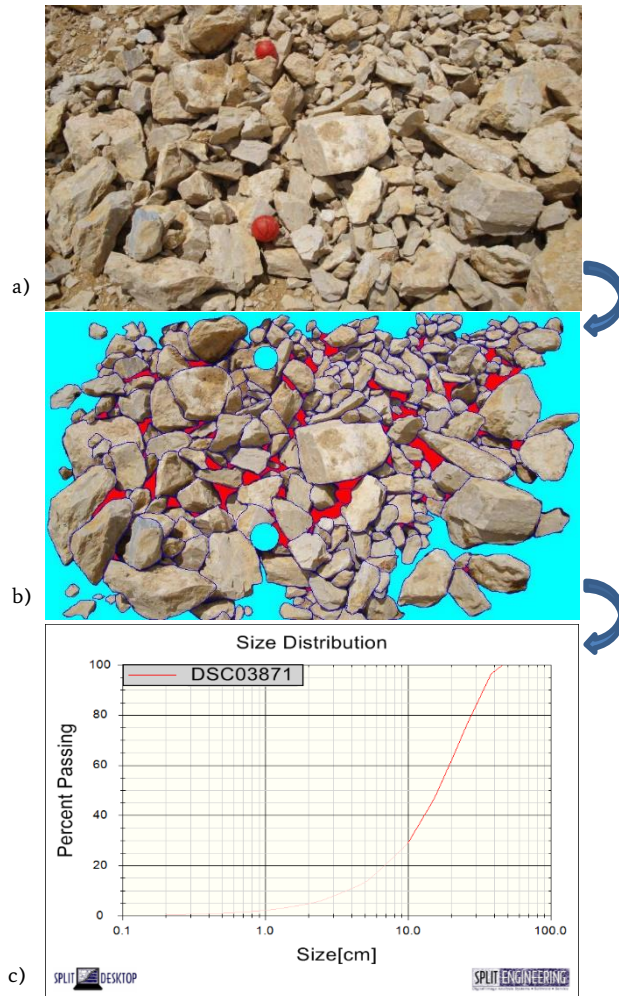 a)
b)
Size Distribution
100
DSC03871
80
60
40
20
0
Percent Passing
0.1 1.0 10.0 100.0
Size[cm]
c)
SPLIT DESKTOP
SPLIT ENGINEERING